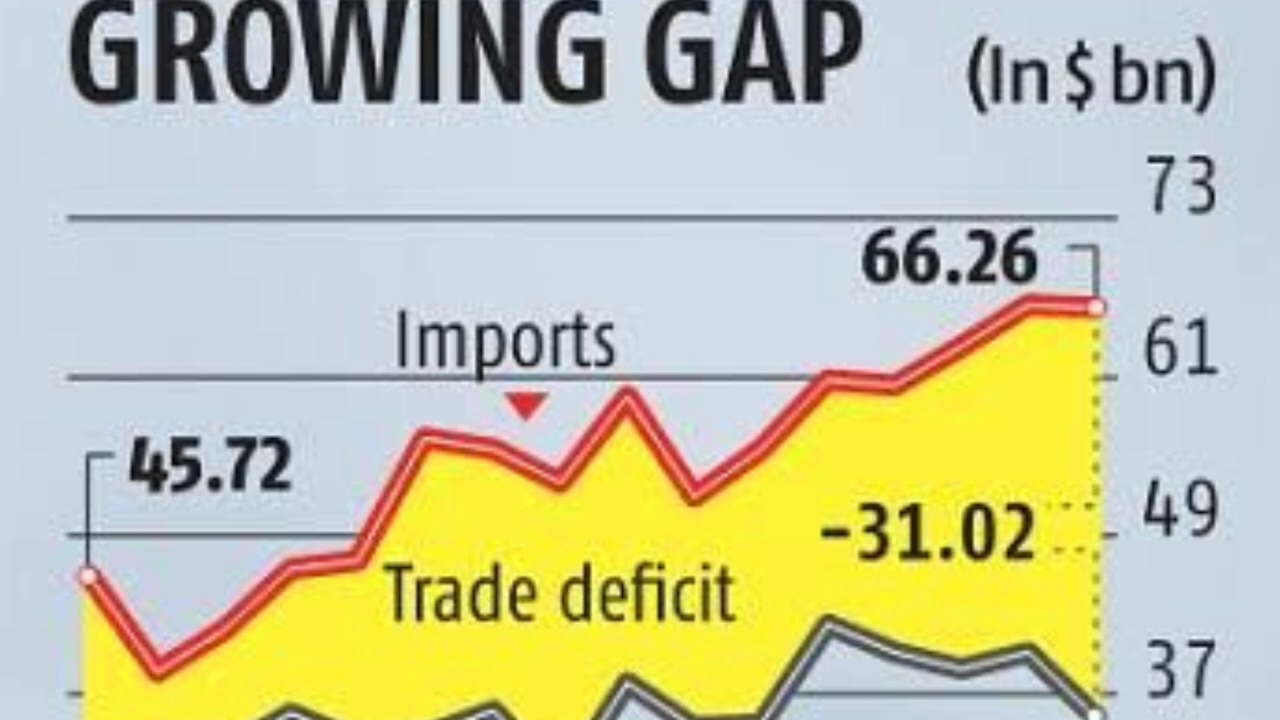 GROWING GAP (In $ bn)
73
66.26
Imports
61
45.72
49
-31.02
Trade deficit
37